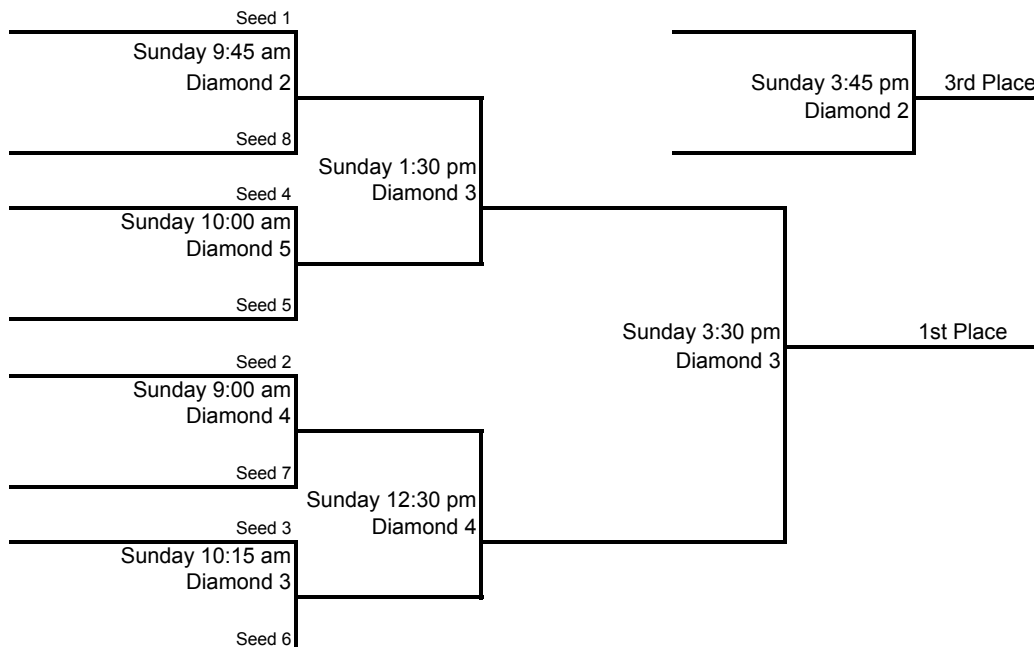 Seed 1
Sunday 9:45 am
Diamond 2
Seed 8
Sunday 3:45 pm
Diamond 2
3rd Place
Sunday 1:30 pm
Diamond 3
Seed 4
Sunday 10:00 am
Diamond 5
Seed 5
Sunday 3:30 pm
Diamond 3
1st Place
Seed 2
Sunday 9:00 am
Diamond 4
Seed 7
Sunday 12:30 pm
Diamond 4
Seed 3
Sunday 10:15 am
Diamond 3
Seed 6